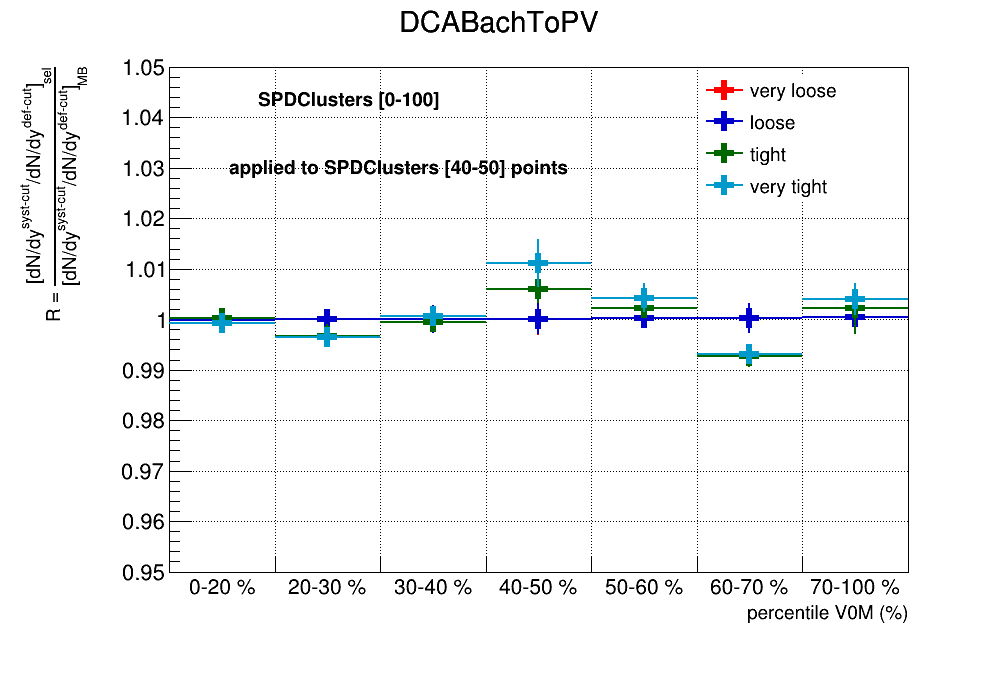 DCABachToPV
R = [dN/dy^syst-cut/dN/dy^def-cut]_sel
[dN/dy^syst-cut/dN/dy^def-cut]_MB
1.05
1.04
1.03
1.02
1.01
1
0.99
0.98
0.97
0.96
0.95
SPDClusters [0-100]
applied to SPDClusters [40-50] points
very loose
loose
tight
very tight
0-20 % 20-30 % 30-40 % 40-50 % 50-60 % 60-70 % 70-100 %
percentile V0M (%)